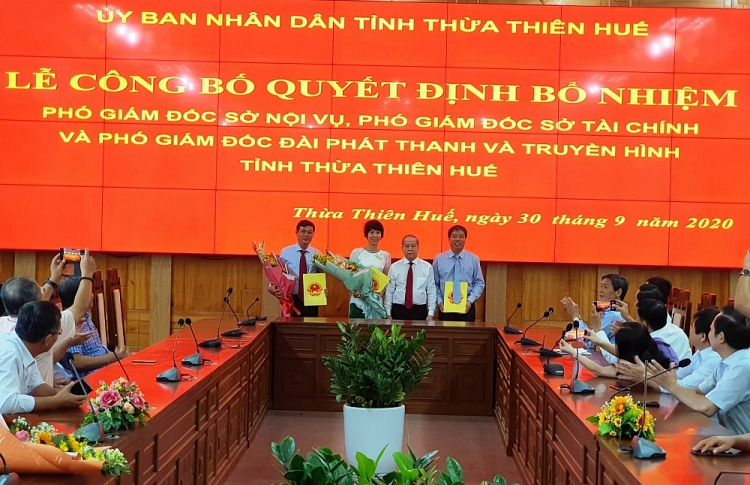 ỦY BAN NHÂN DÂN TỈNH THỪA THIÊN HUẾ
LỄ CÔNG BỐ QUYẾT ĐỊNH BỔ NHIỆM
PHÓ GIÁM ĐỐC SỞ NỘI VỤ, PHÓ GIÁM ĐỐC SỞ TÀI CHÍNH
VÀ PHÓ GIÁM ĐỐC ĐÀI PHÁT THANH VÀ TRUYỀN HÌNH
TỈNH THỪA THIÊN HUẾ
Thừa Thiên Huế, ngày 30 tháng 9 năm 2020